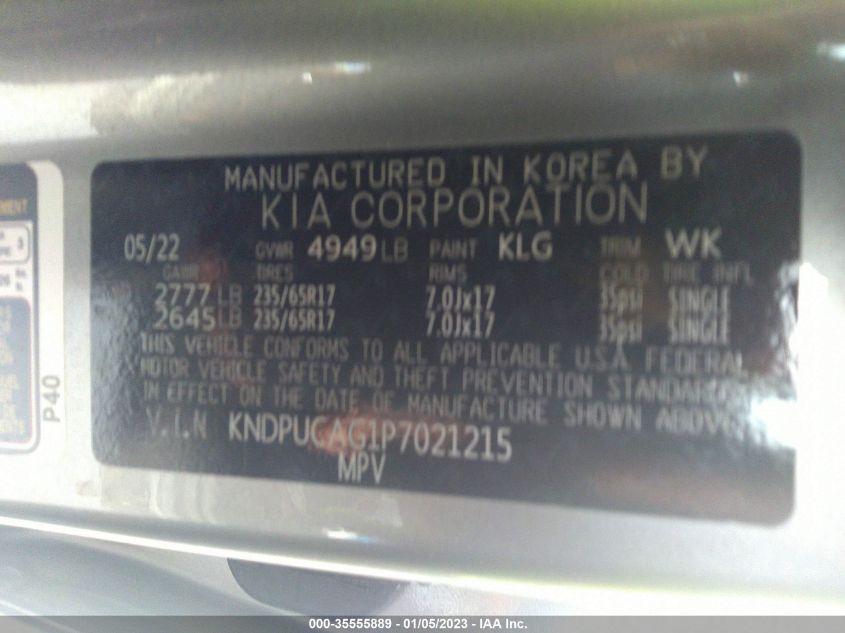 MANUFACTURED IN KOREA BY
KIA CORPORATION
05/22 GVWR 4949 LB PAINT KLG TRIM WK
GAWR TIRES RIMS COLD TIRE INFL
2777 LB 235/65R17 7.0Jx17 35psi SINGLE
2645 LB 235/65R17 7.0Jx17 35psi SINGLE
THIS VEHICLE CONFORMS TO ALL APPLICABLE U.S.A. FEDERAL
MOTOR VEHICLE SAFETY AND THEFT PREVENTION STANDARDS
IN EFFECT ON THE DATE OF MANUFACTURE SHOWN ABOVE.
V.I.N KNDPUCAG1P7021215
MPV
P40
000-35555889 - 01/05/2023 - IAA Inc.